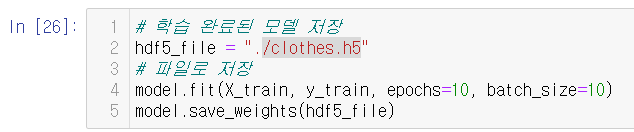 In [26]:
1 # 학습 완료된 모델 저장
2 hdf5_file = "./clothes.h5"
3 # 파일로 저장
4 model.fit(X_train, y_train, epochs=10, batch_size=10)
5 model.save_weights(hdf5_file)